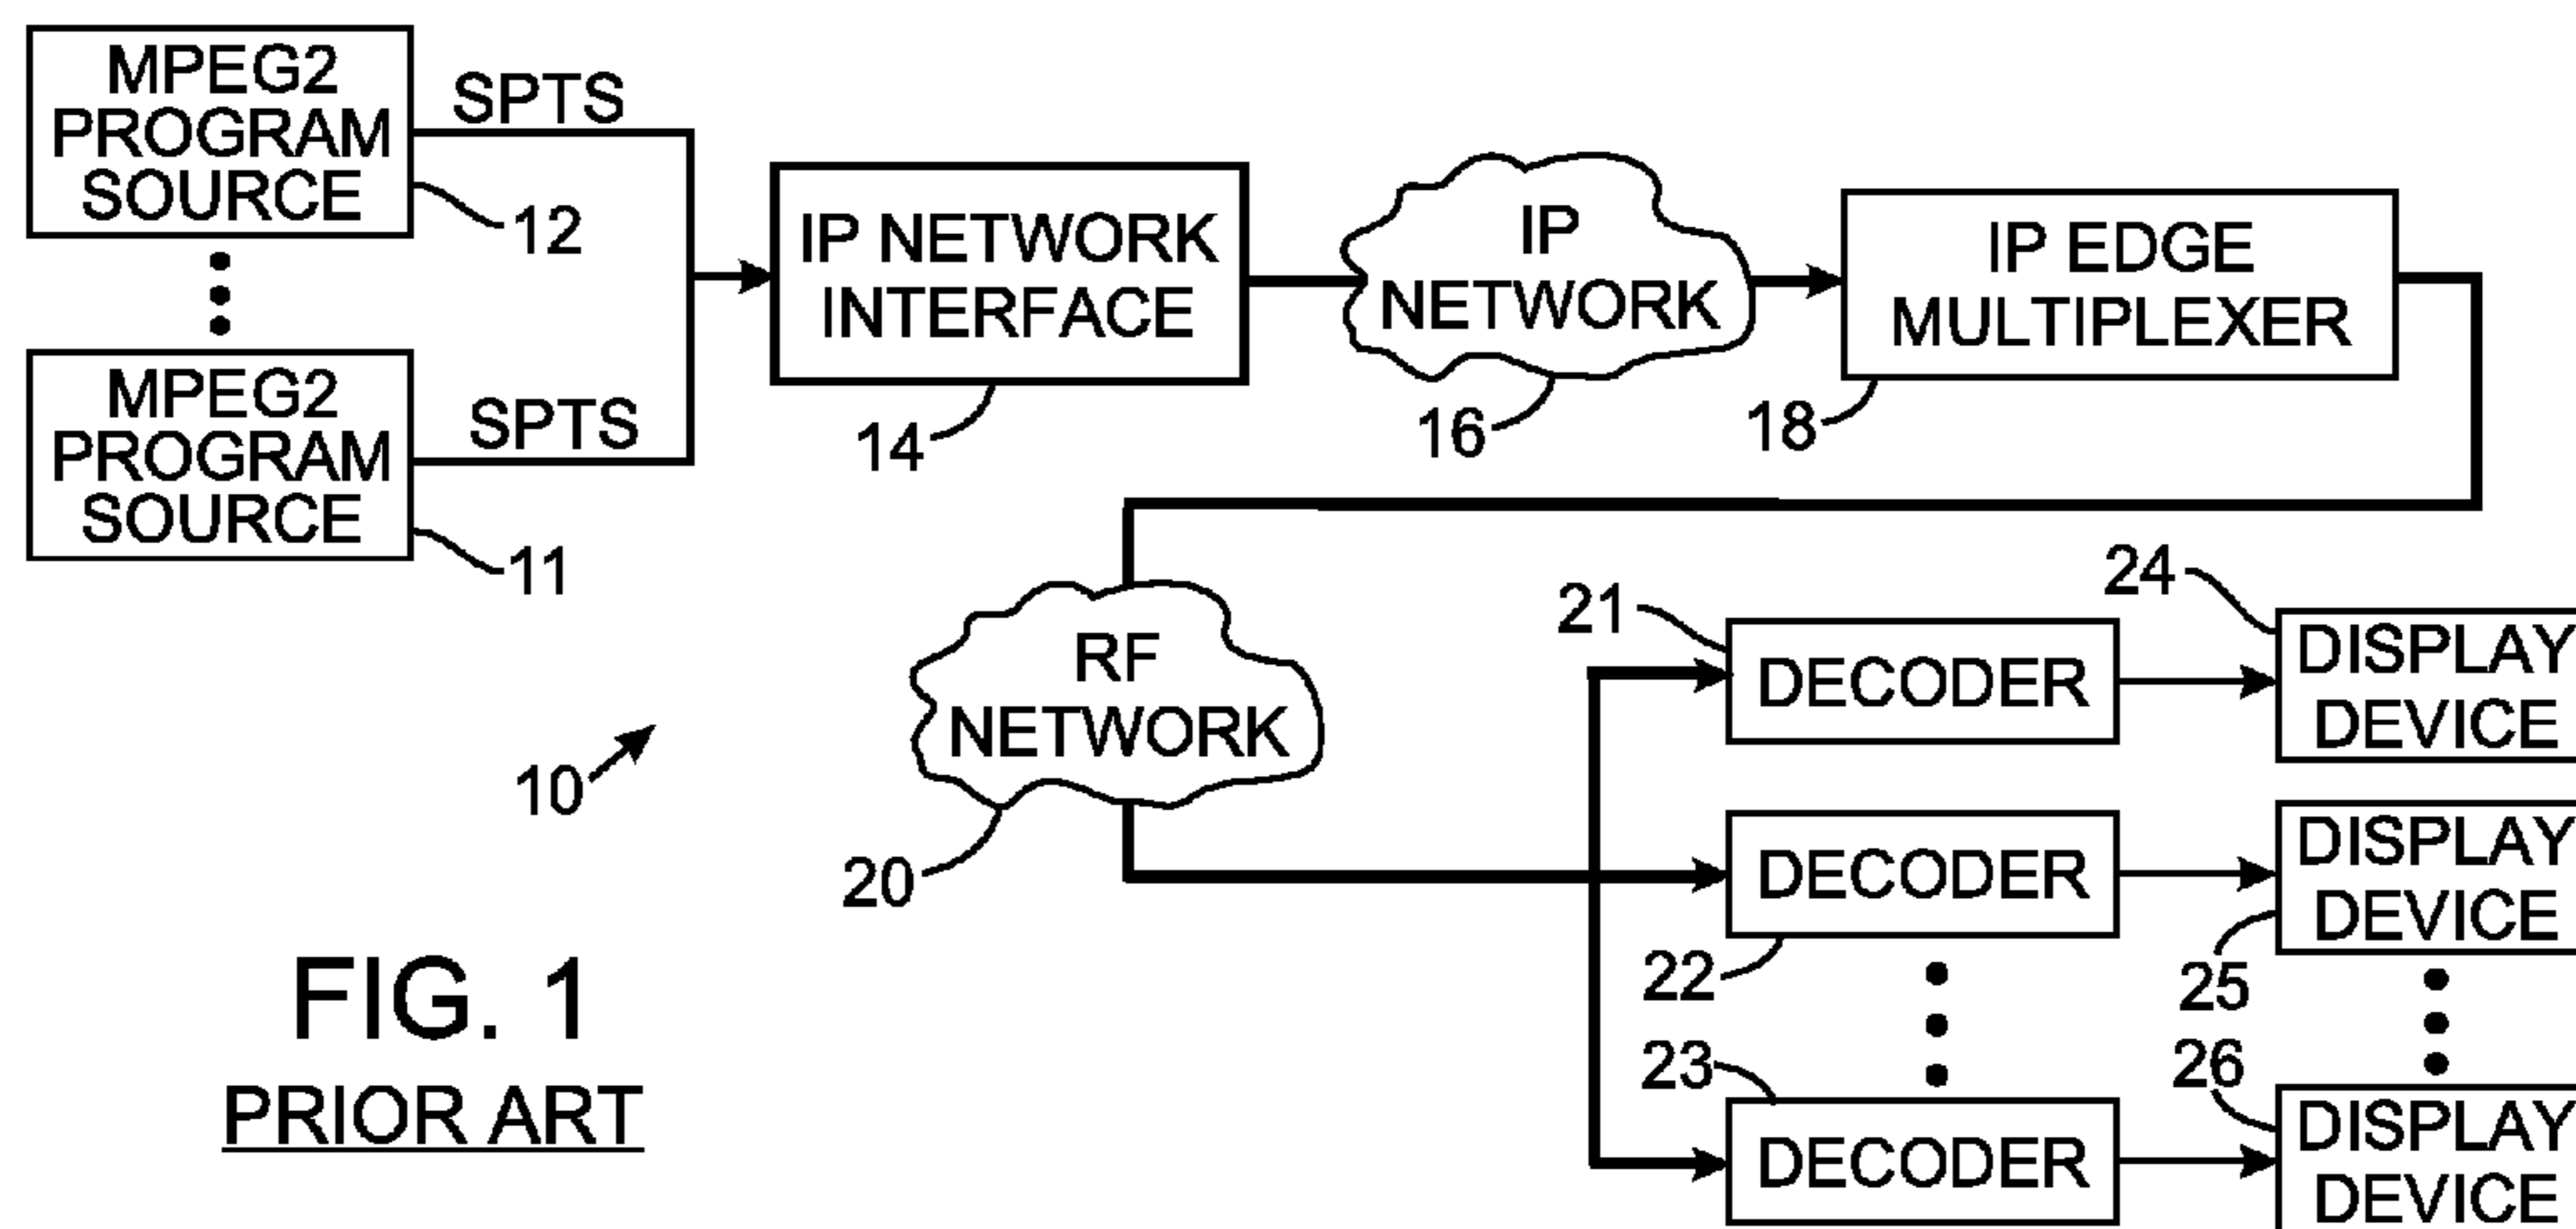 MPEG2
PROGRAM
SOURCE
SPTS
12
MPEG2
PROGRAM
SOURCE
SPTS
11
IP NETWORK
INTERFACE
14
IP
NETWORK
16
IP EDGE
MULTIPLEXER
18
RF
NETWORK
20
10
21
DECODER
24
DISPLAY
DEVICE
DECODER
22
DISPLAY
DEVICE
25
23
DECODER
26
DISPLAY
DEVICE
FIG. 1
PRIOR ART